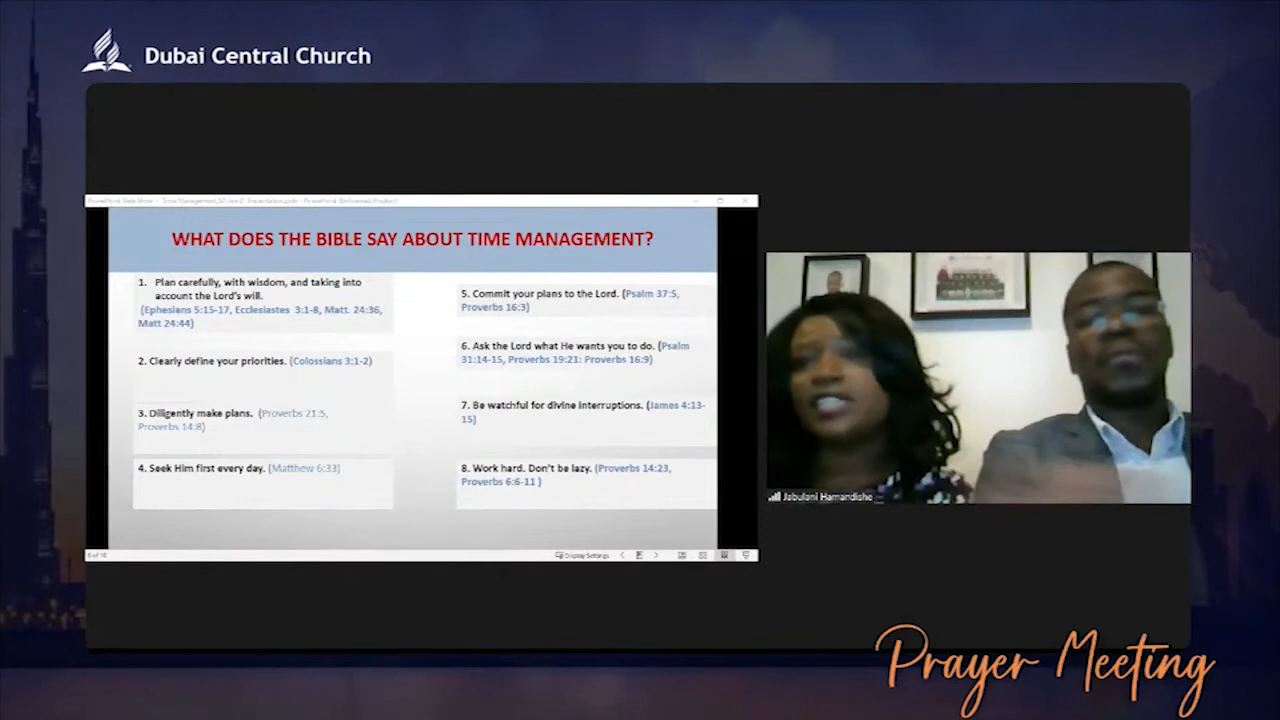 Dubai Central Church
WHAT DOES THE BIBLE SAY ABOUT TIME MANAGEMENT?
1. Plan carefully, with wisdom, and taking into
account the Lord's will.
(Ephesians 5:15-17, Ecclesiastes 3:1-8, Matt. 24:36,
Matt 24:44)
2. Clearly define your priorities. (Colossians 3:1-2)
3. Diligently make plans. (Proverbs 21:5,
Proverbs 14:8)
4. Seek Him first every day. (Matthew 6:33)
5. Commit your plans to the Lord. (Psalm 37:5,
Proverbs 16:3)
6. Ask the Lord what He wants you to do. (Psalm
31:14-15, Proverbs 19:21: Proverbs 16:9)
7. Be watchful for divine interruptions. (James 4:13-
15)
8. Work hard. Don't be lazy. (Proverbs 14:23,
Proverbs 6:6-11 )
Display Settings
Jabulani Hamandishe
Prayer Meeting